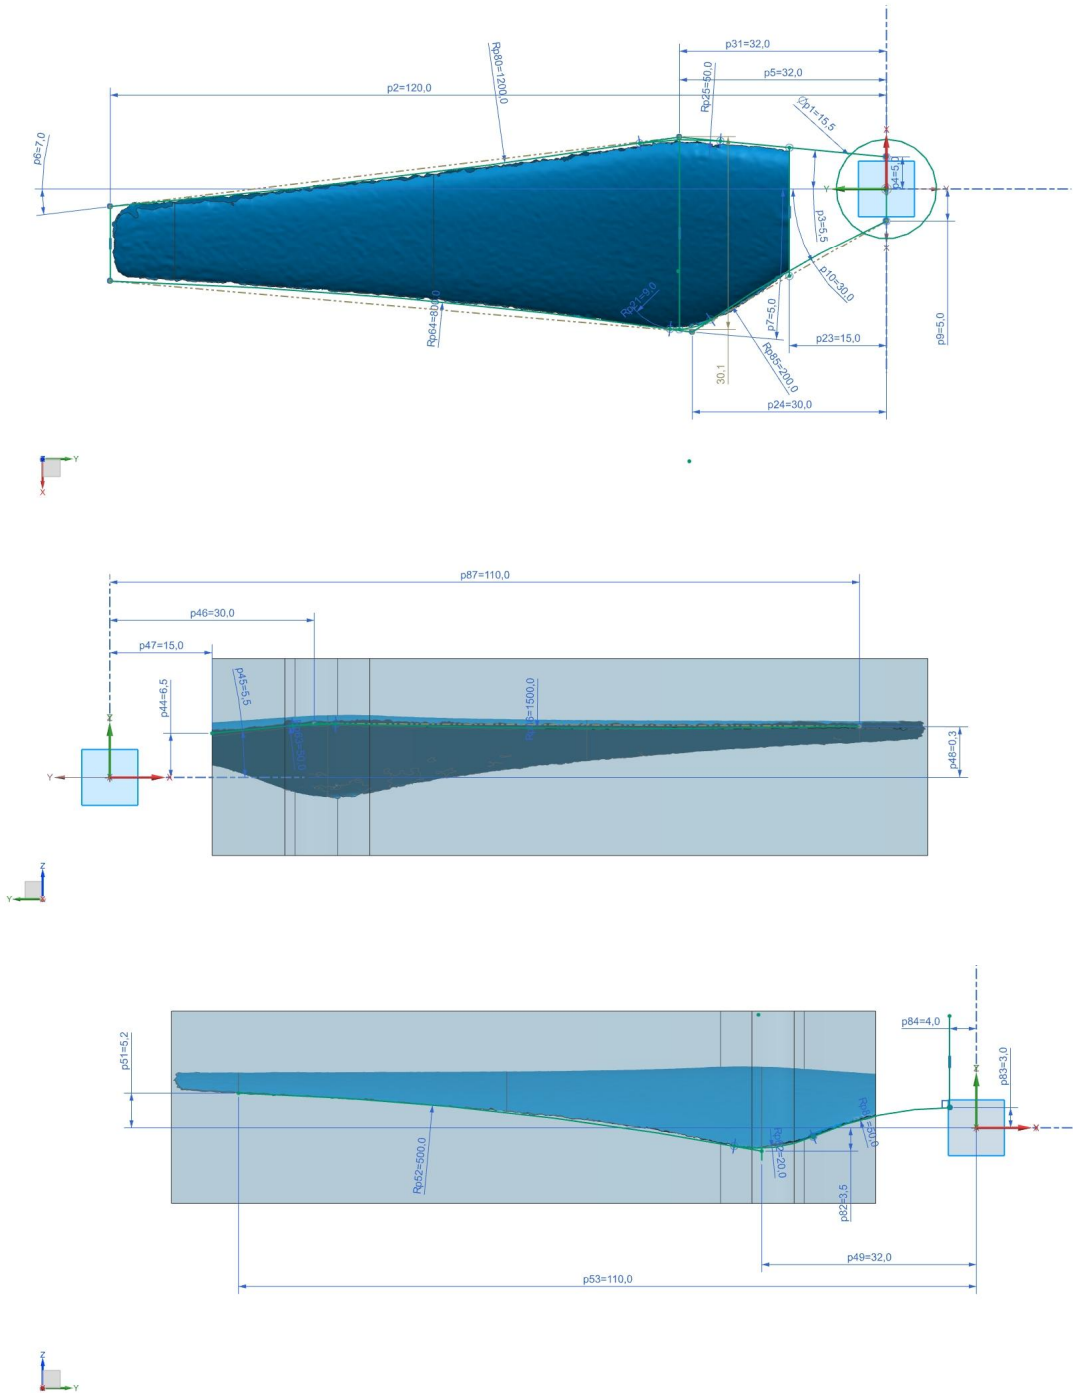 p31=32,0
p5=32,0
p2=120,0
Rp80=1200,0
Rp25=50,0
∅p1=15,5
p6=7,0
X
Y
Y
p4=5,0
X
p3=5,5
p10=30,0
Rp21=9,0
p7=5,0
Rp64=800,0
p9=5,0
p23=15,0
Rp85=200,0
30,1
p24=30,0
Y
X
p87=110,0
p46=30,0
p47=15,0
p45=5,5
p44=6,5
p48=0,3
Y
X
Z
Y
p84=4,0
p51=5,2
p83=3,0
X
Rp52=500,0
p82=3,5
p49=32,0
p53=110,0
Z
Y